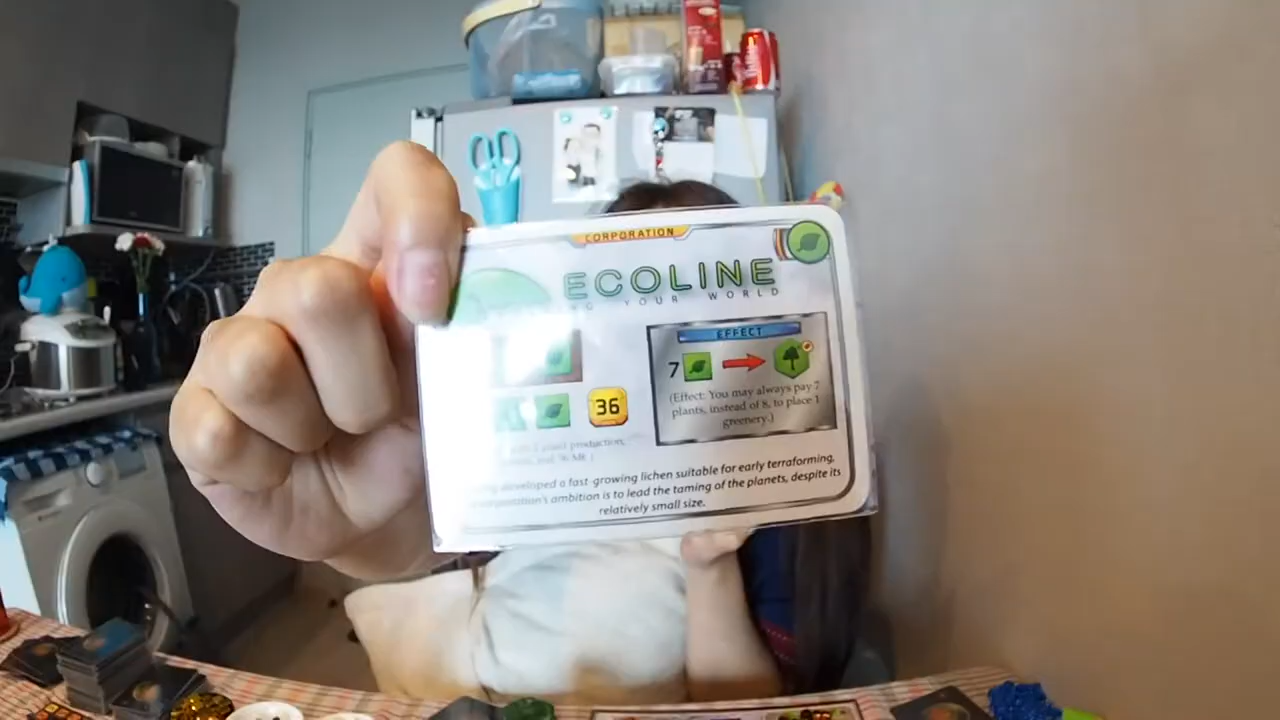 CORPORATION
ECOLINE
YOUR WORLD
EFFECT
7
36
(Effect: You may always pay 7
plants, instead of 8, to place 1
greenery.)
plant production,
developed a fast-growing lichen suitable for early terraforming,
ambition is to lead the taming of the planets, despite its
relatively small size.